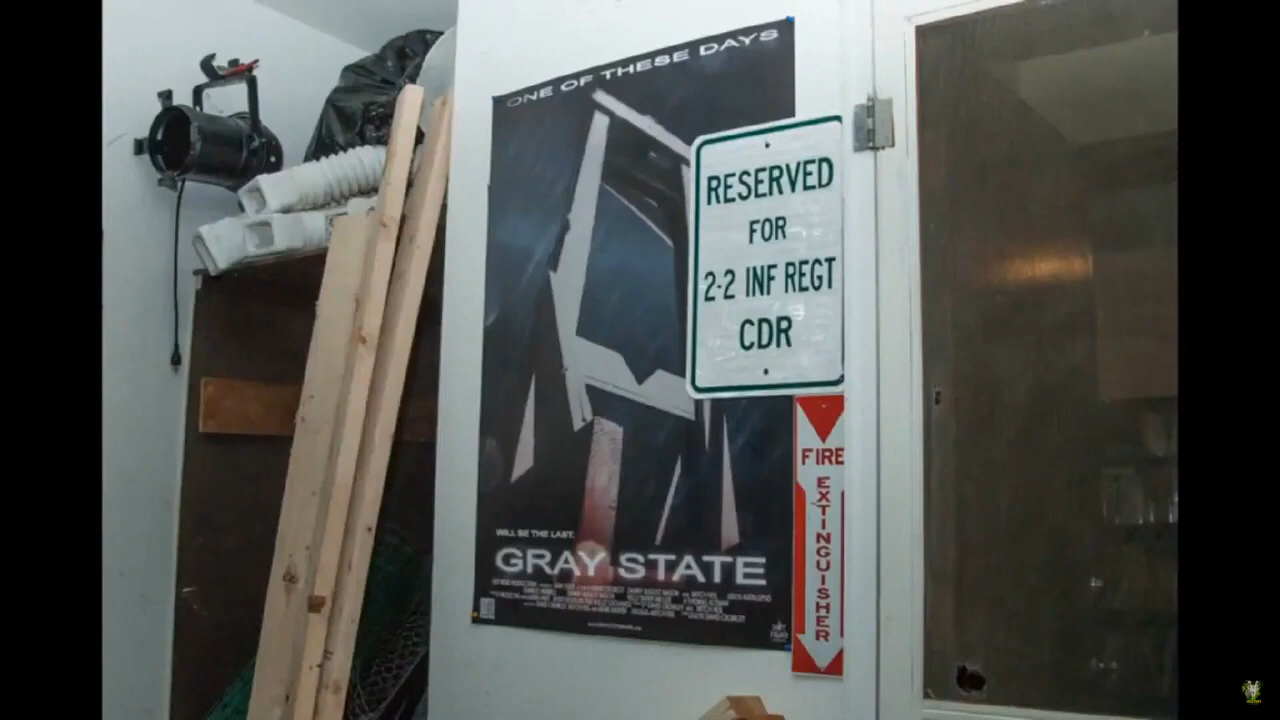 ONE OF THESE DAYS
RESERVED
FOR
2-2 INF REGT
CDR
FIRE
EXTINGUISHER
WILL BE THE LAST.
GRAY STATE